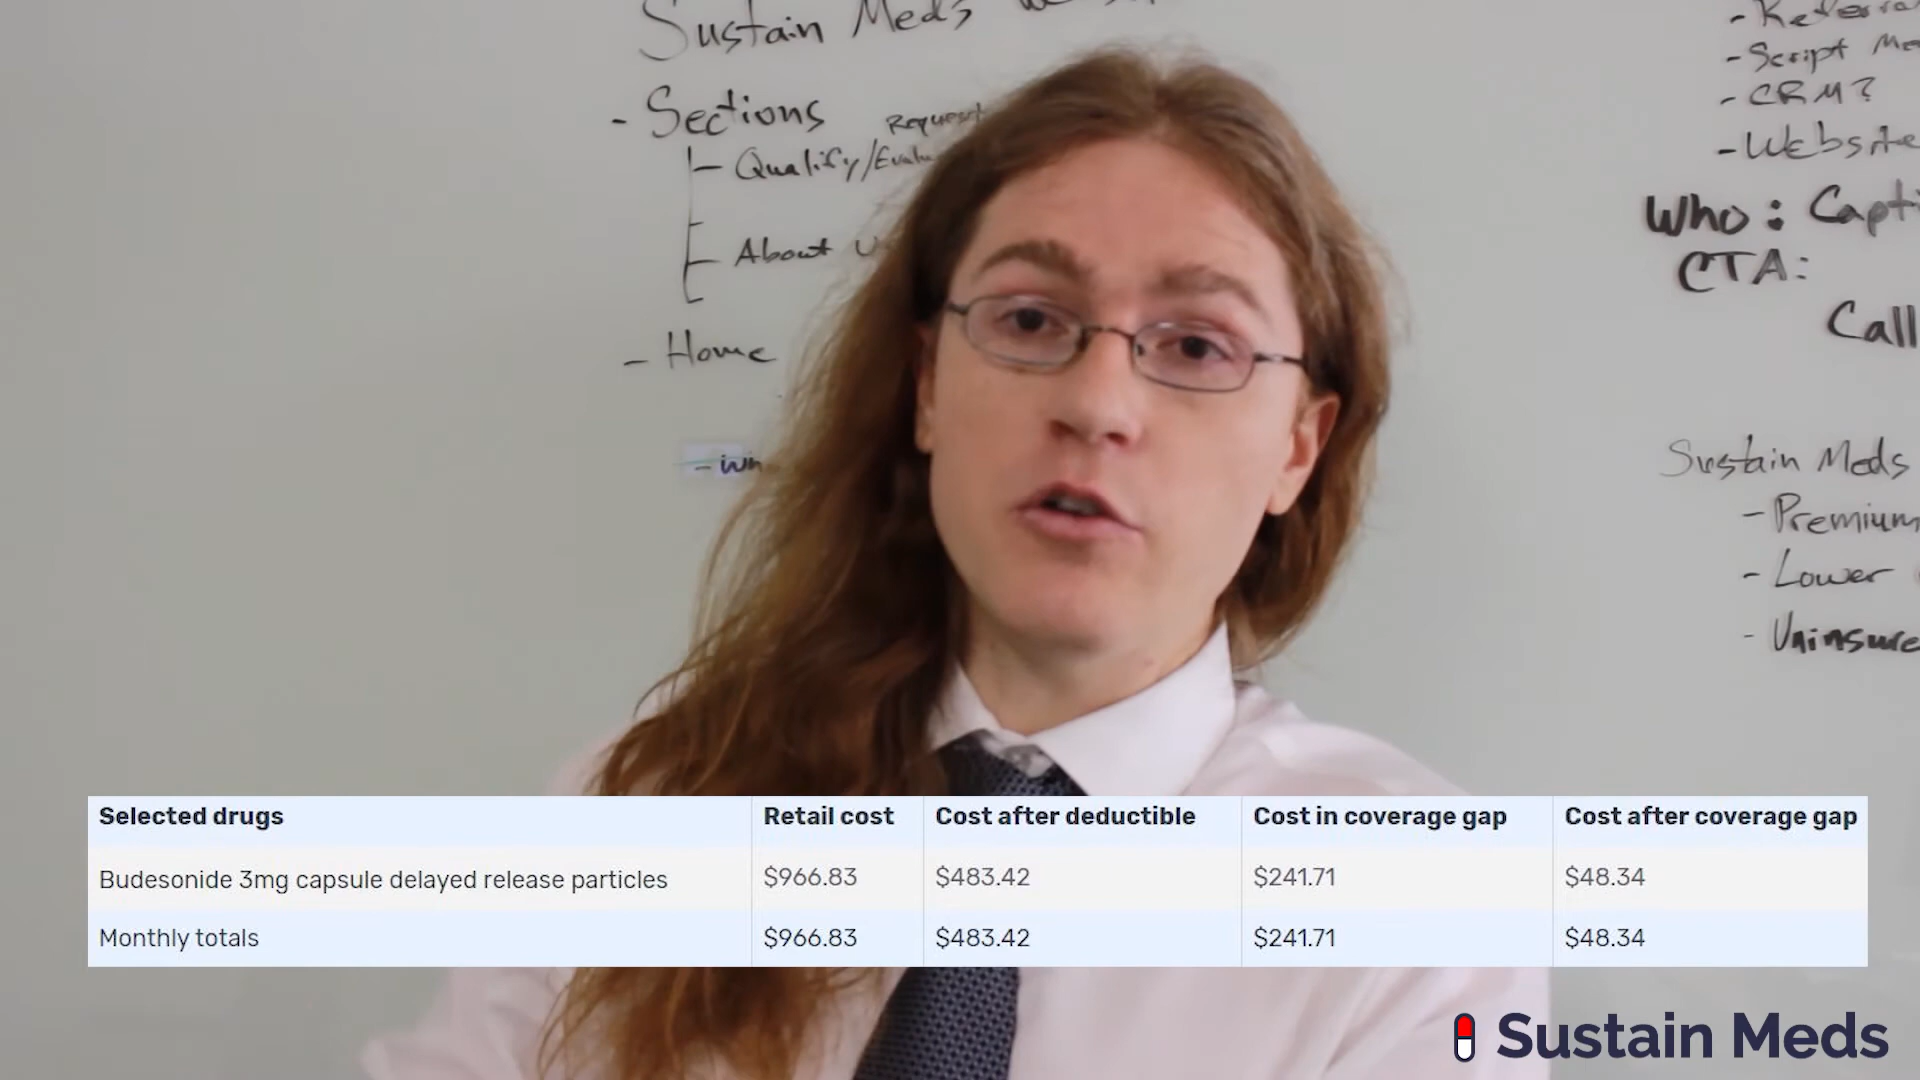 Sustain Meds
- Sections Request
Qualify/
About
- Home
-
-
- Script
- CRM?
- Website
Who:
CTA:
Call
Sustain Meds
- Premium
- Lower
- Uninsure
Selected drugs Retail cost Cost after deductible Cost in coverage gap Cost after coverage gap
Budesonide 3mg capsule delayed release particles $966.83 $483.42 $241.71 $48.34
Monthly totals $966.83 $483.42 $241.71 $48.34
Sustain Meds